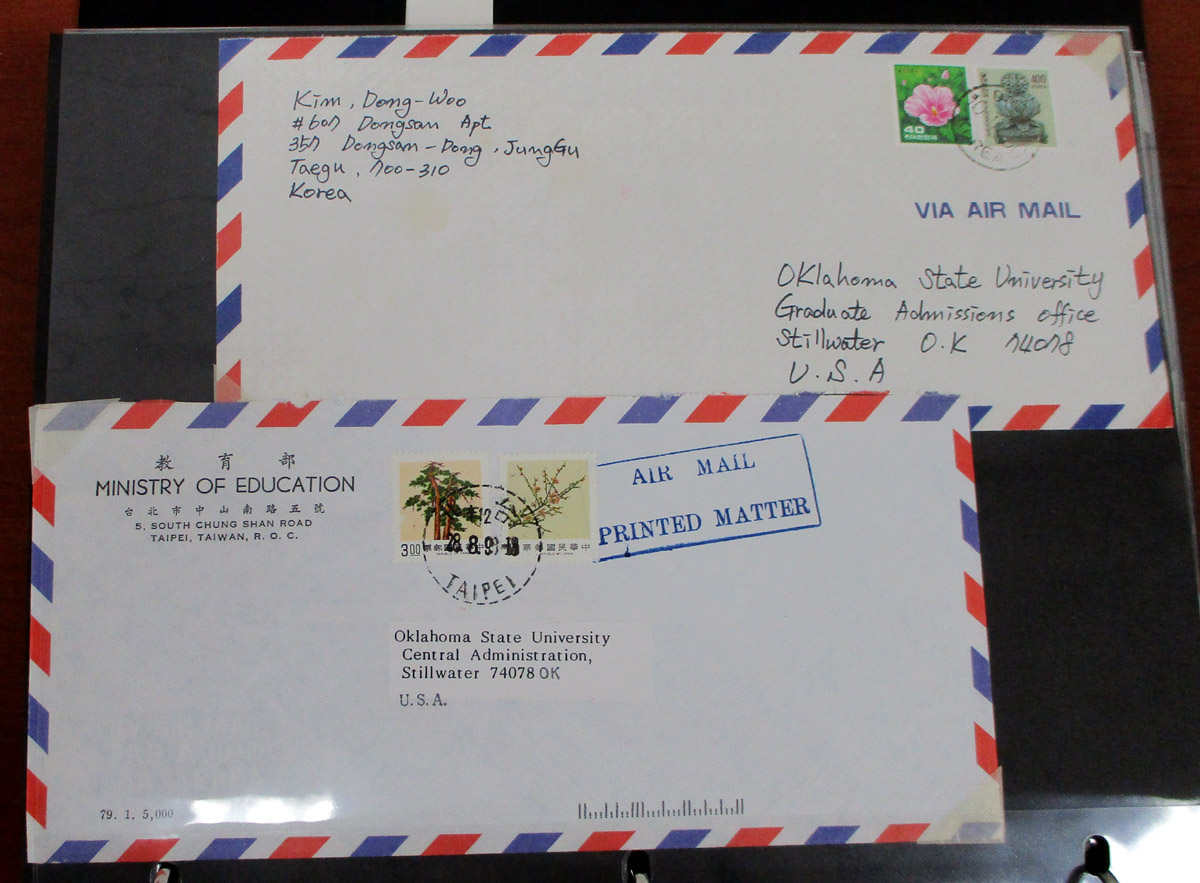 Kim, Dong-Woo
#607 Dongsan Apt
357 Dongsan-Dong, JungGu
Taegu, 700-310
Korea
40
400
VIA AIR MAIL
Oklahoma State University
Graduate Admissions office
Stillwater O.K 74078
U.S.A
教育部
MINISTRY OF EDUCATION
台北市中山南路五號
5, SOUTH CHUNG SHAN ROAD
TAIPEI, TAIWAN, R. O. C.
3.00
中華民國郵票
TAIPEI
AIR MAIL
PRINTED MATTER
Oklahoma State University
Central Administration,
Stillwater 74078 OK
U.S.A.
79. 1. 5,000